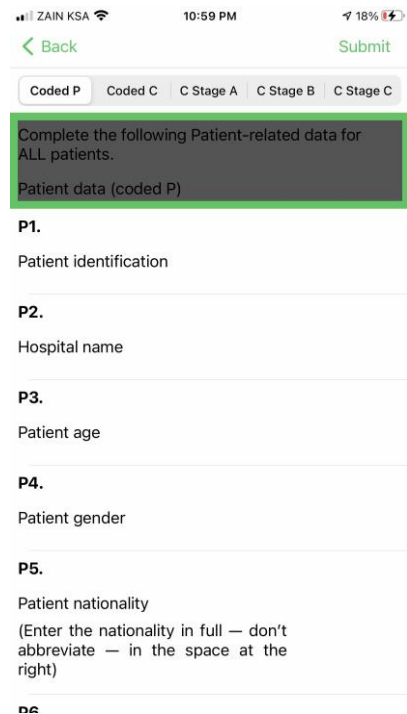 ZAIN KSA 10:59 PM 18%
Back Submit
Coded P Coded C C Stage A C Stage B C Stage C
Complete the following Patient-related data for
ALL patients.
Patient data (coded P)
P1.
Patient identification
P2.
Hospital name
P3.
Patient age
P4.
Patient gender
P5.
Patient nationality
(Enter the nationality in full — don't
abbreviate — in the space at the
right)
P6